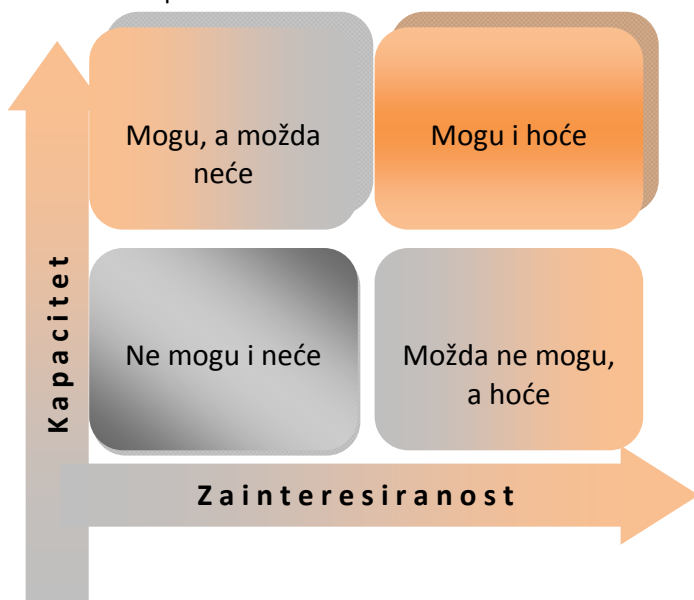 Mogu, a možda
neće
Mogu i hoće
Ne mogu i neće
Možda ne mogu,
a hoće
Kapacitet
Zainteresiranost